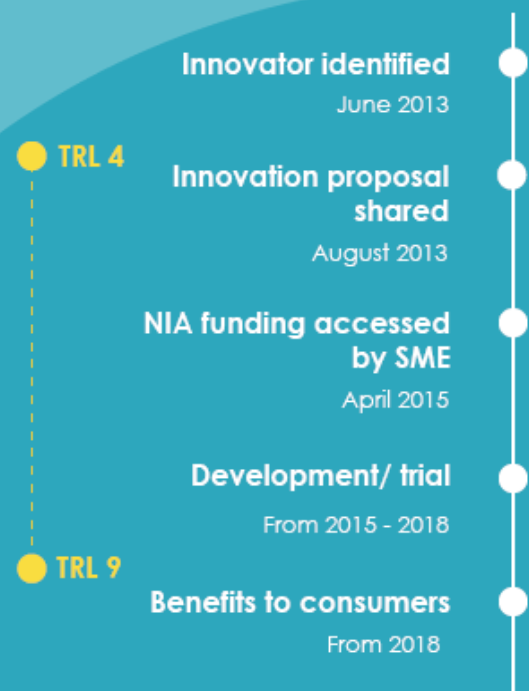 Innovator identified
June 2013
TRL 4
Innovation proposal
shared
August 2013
NIA funding accessed
by SME
April 2015
Development/ trial
From 2015 - 2018
TRL 9
Benefits to consumers
From 2018